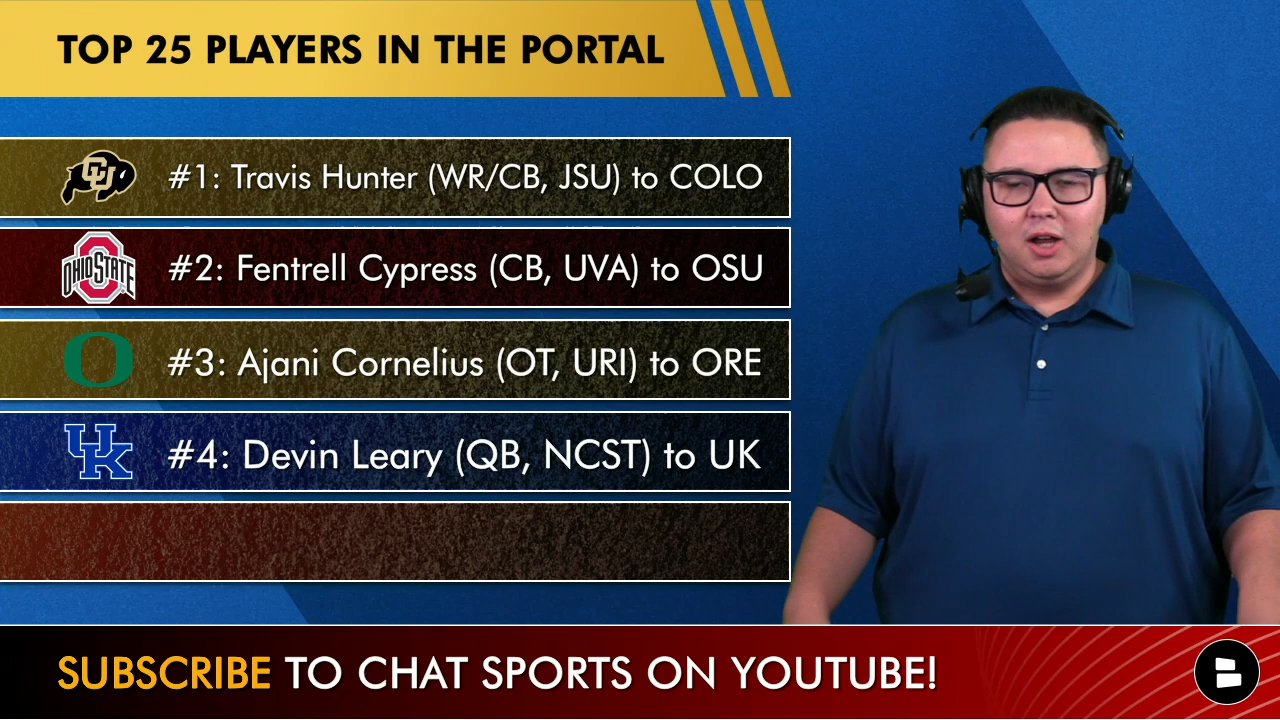 TOP 25 PLAYERS IN THE PORTAL
CU
#1: Travis Hunter (WR/CB, JSU) to COLO
OHIO STATE
#2: Fentrell Cypress (CB, UVA) to OSU
O
#3: Ajani Cornelius (OT, URI) to ORE
UK
#4: Devin Leary (QB, NCST) to UK
SUBSCRIBE TO CHAT SPORTS ON YOUTUBE!